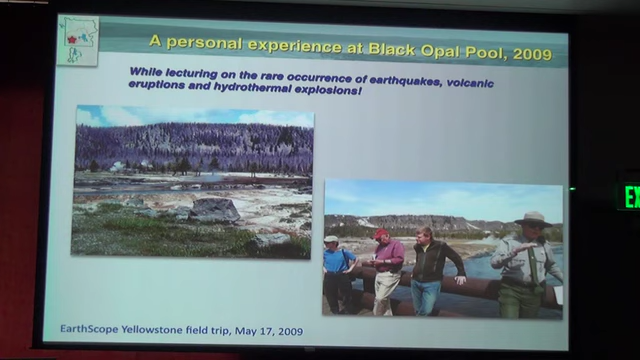 A personal experience at Black Opal Pool, 2009
While lecturing on the rare occurrence of earthquakes, volcanic
eruptions and hydrothermal explosions!
EX
EarthScope Yellowstone field trip, May 17, 2009